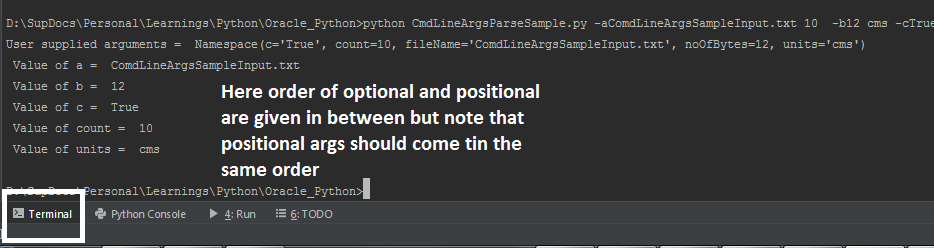 D:\SupDocs\Personal\Learnings\Python\Oracle_Python>python CmdLineArgsParseSample.py -aComdLineArgsSampleInput.txt 10  -b12 cms -cTrue
User supplied arguments =  Namespace(c='True', count=10, fileName='ComdLineArgsSampleInput.txt', noOfBytes=12, units='cms')
Value of a =  ComdLineArgsSampleInput.txt
Value of b =  12
Value of c =  True
Value of count =  10
Value of units =  cms
Here order of optional and positional
are given in between but note that
positional args should come tin the
same order
D:\SupDocs\Personal\Learnings\Python\Oracle_Python>
Terminal Python Console 4: Run 6: TODO